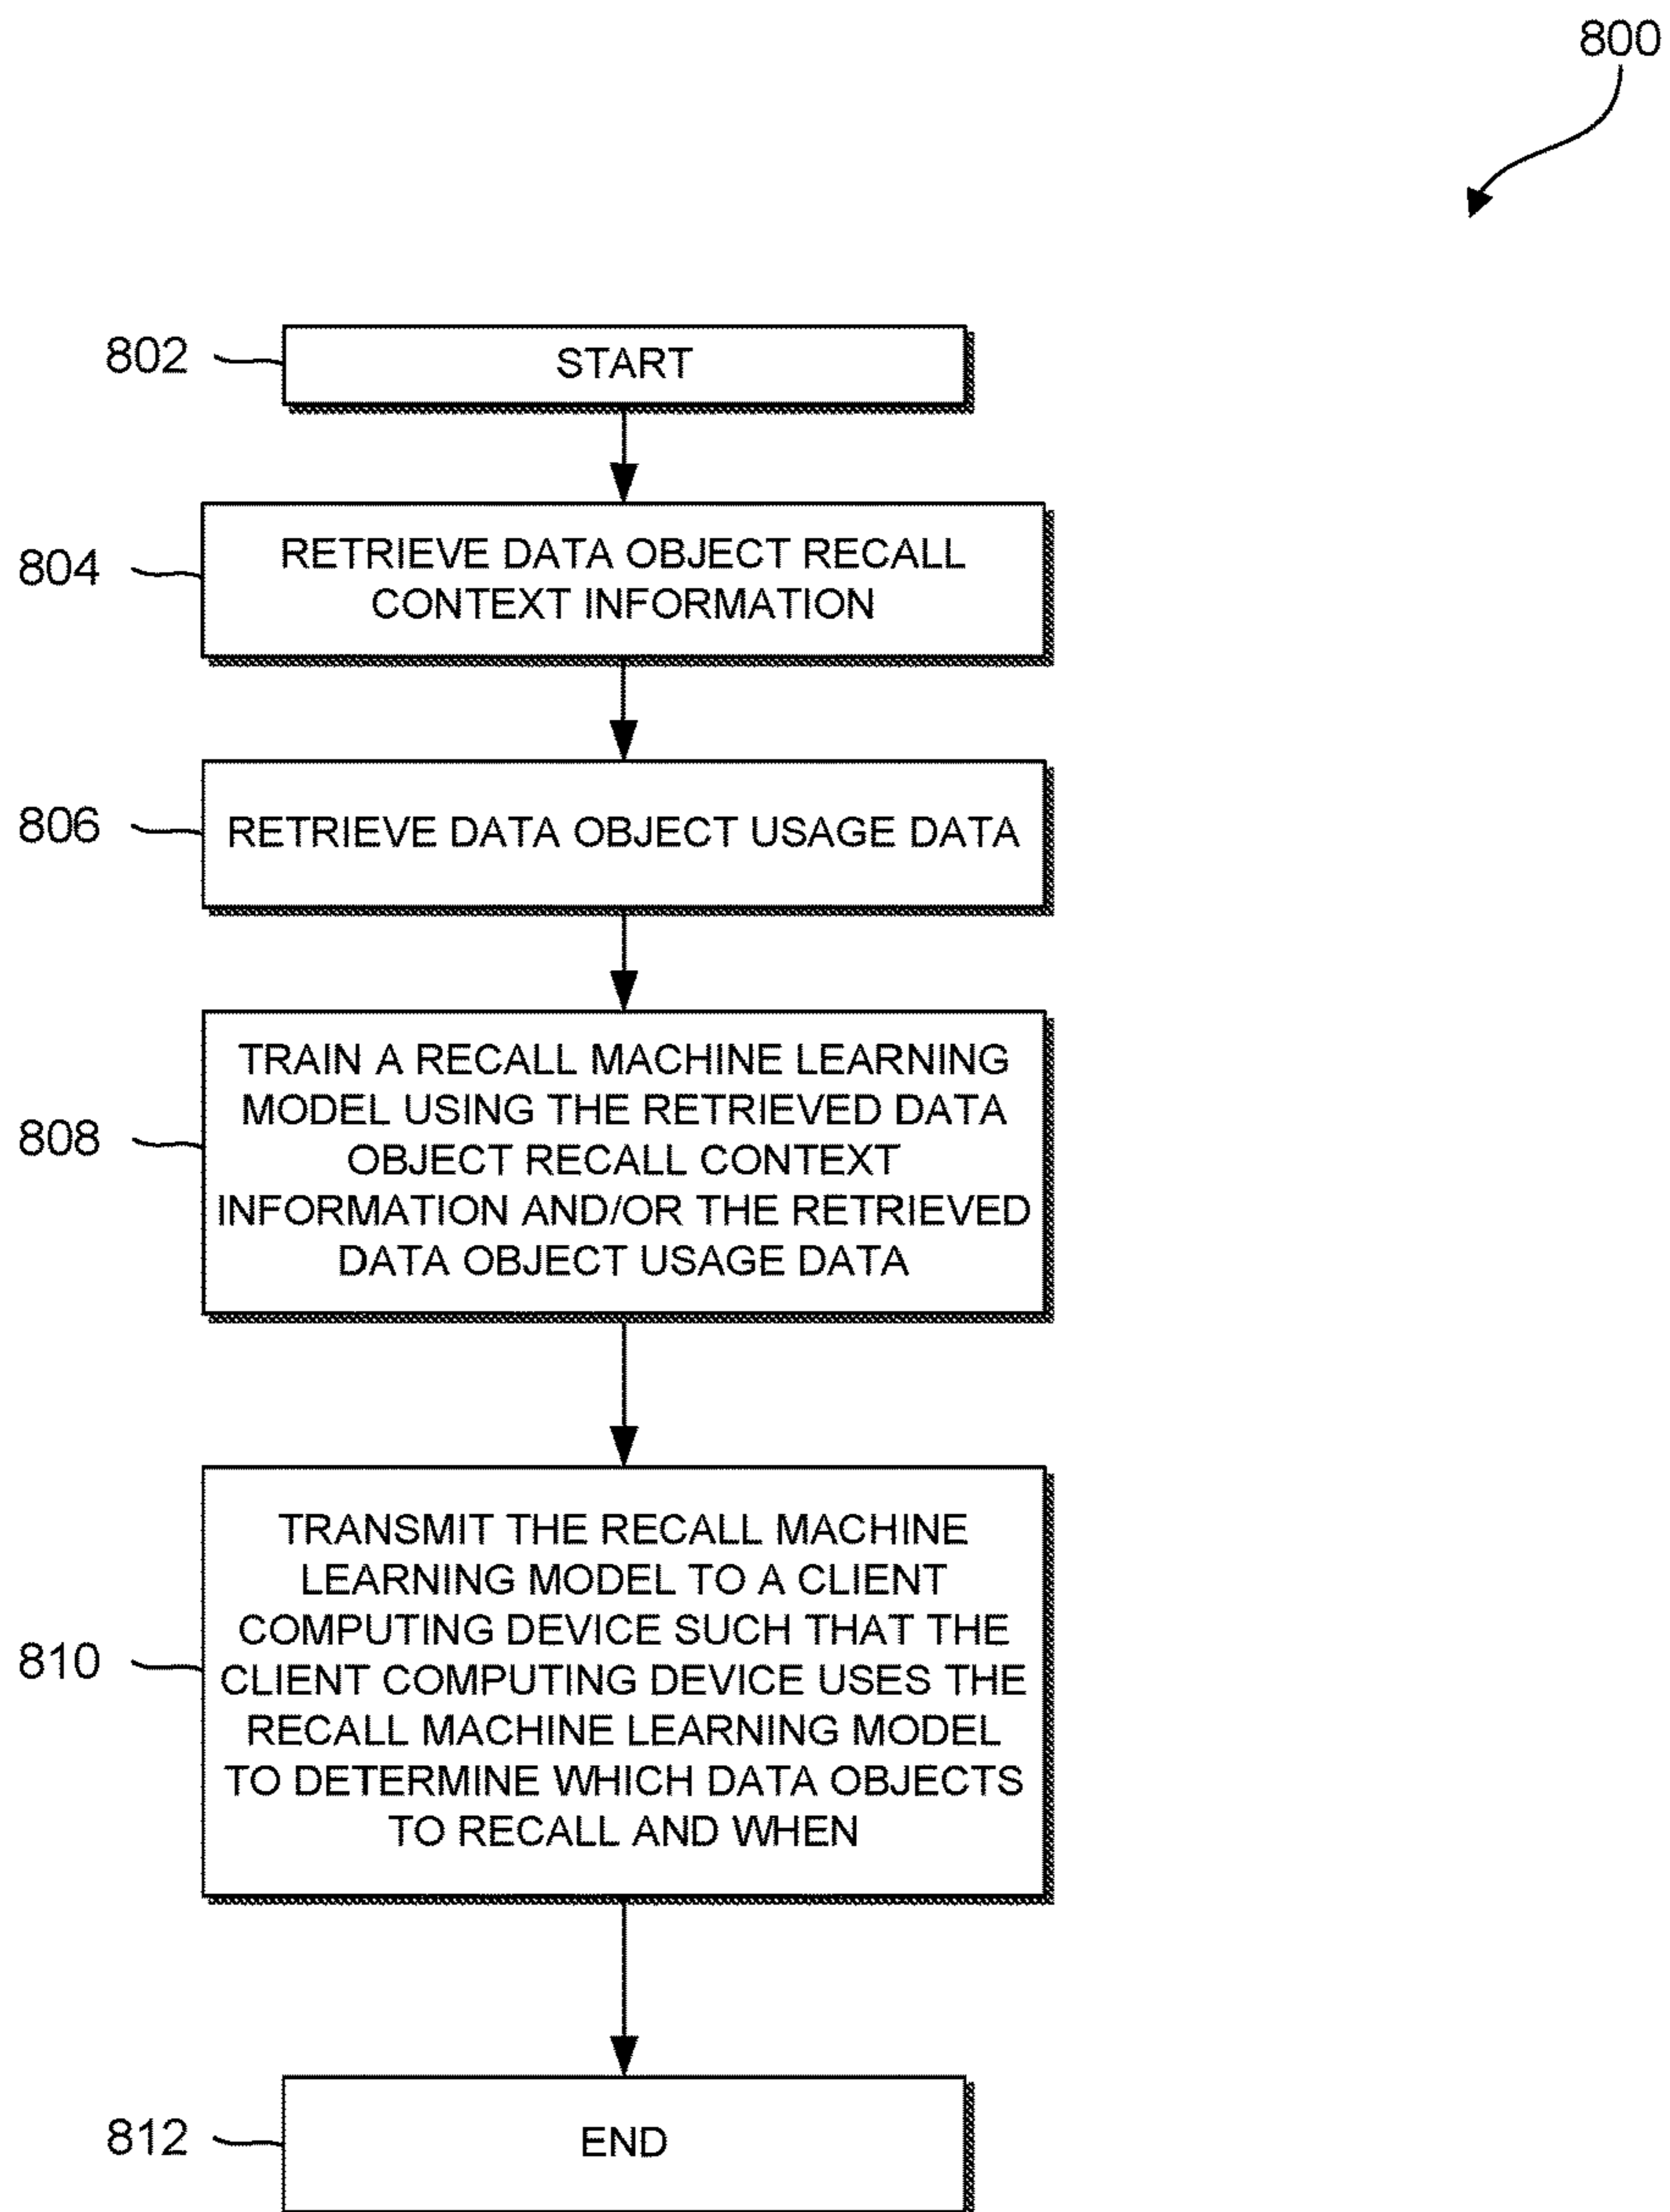 800
802
START
804
RETRIEVE DATA OBJECT RECALL
CONTEXT INFORMATION
806
RETRIEVE DATA OBJECT USAGE DATA
808
TRAIN A RECALL MACHINE LEARNING
MODEL USING THE RETRIEVED DATA
OBJECT RECALL CONTEXT
INFORMATION AND/OR THE RETRIEVED
DATA OBJECT USAGE DATA
810
TRANSMIT THE RECALL MACHINE
LEARNING MODEL TO A CLIENT
COMPUTING DEVICE SUCH THAT THE
CLIENT COMPUTING DEVICE USES THE
RECALL MACHINE LEARNING MODEL
TO DETERMINE WHICH DATA OBJECTS
TO RECALL AND WHEN
812
END